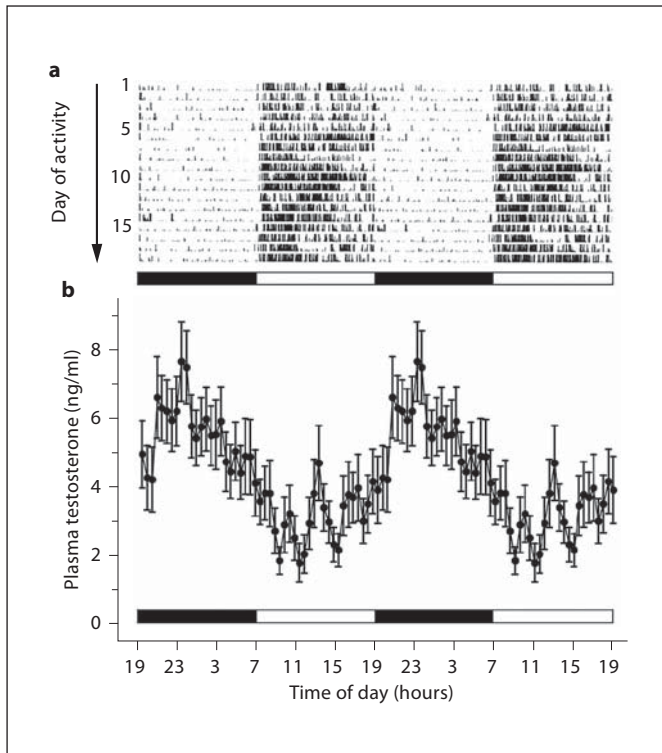 a
Day of activity
1
5
10
15
b
Plasma testosterone (ng/ml)
8
6
4
2
0
19 23 3 7 11 15 19 23 3 7 11 15 19
Time of day (hours)